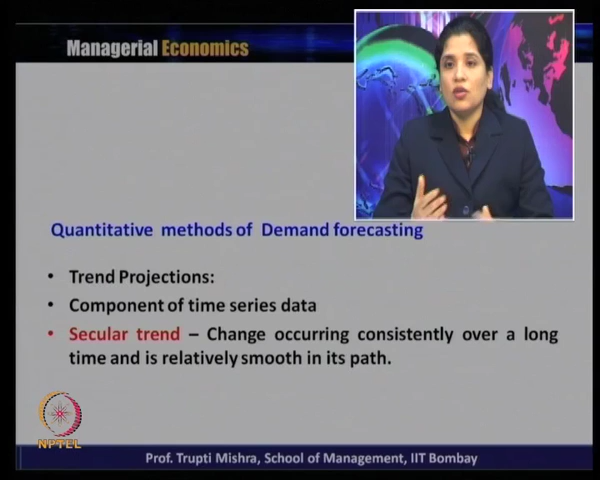 Managerial Economics
Quantitative methods of Demand forecasting
• Trend Projections:
• Component of time series data
• Secular trend – Change occurring consistently over a long
time and is relatively smooth in its path.
NPTEL
Prof. Trupti Mishra, School of Management, IIT Bombay